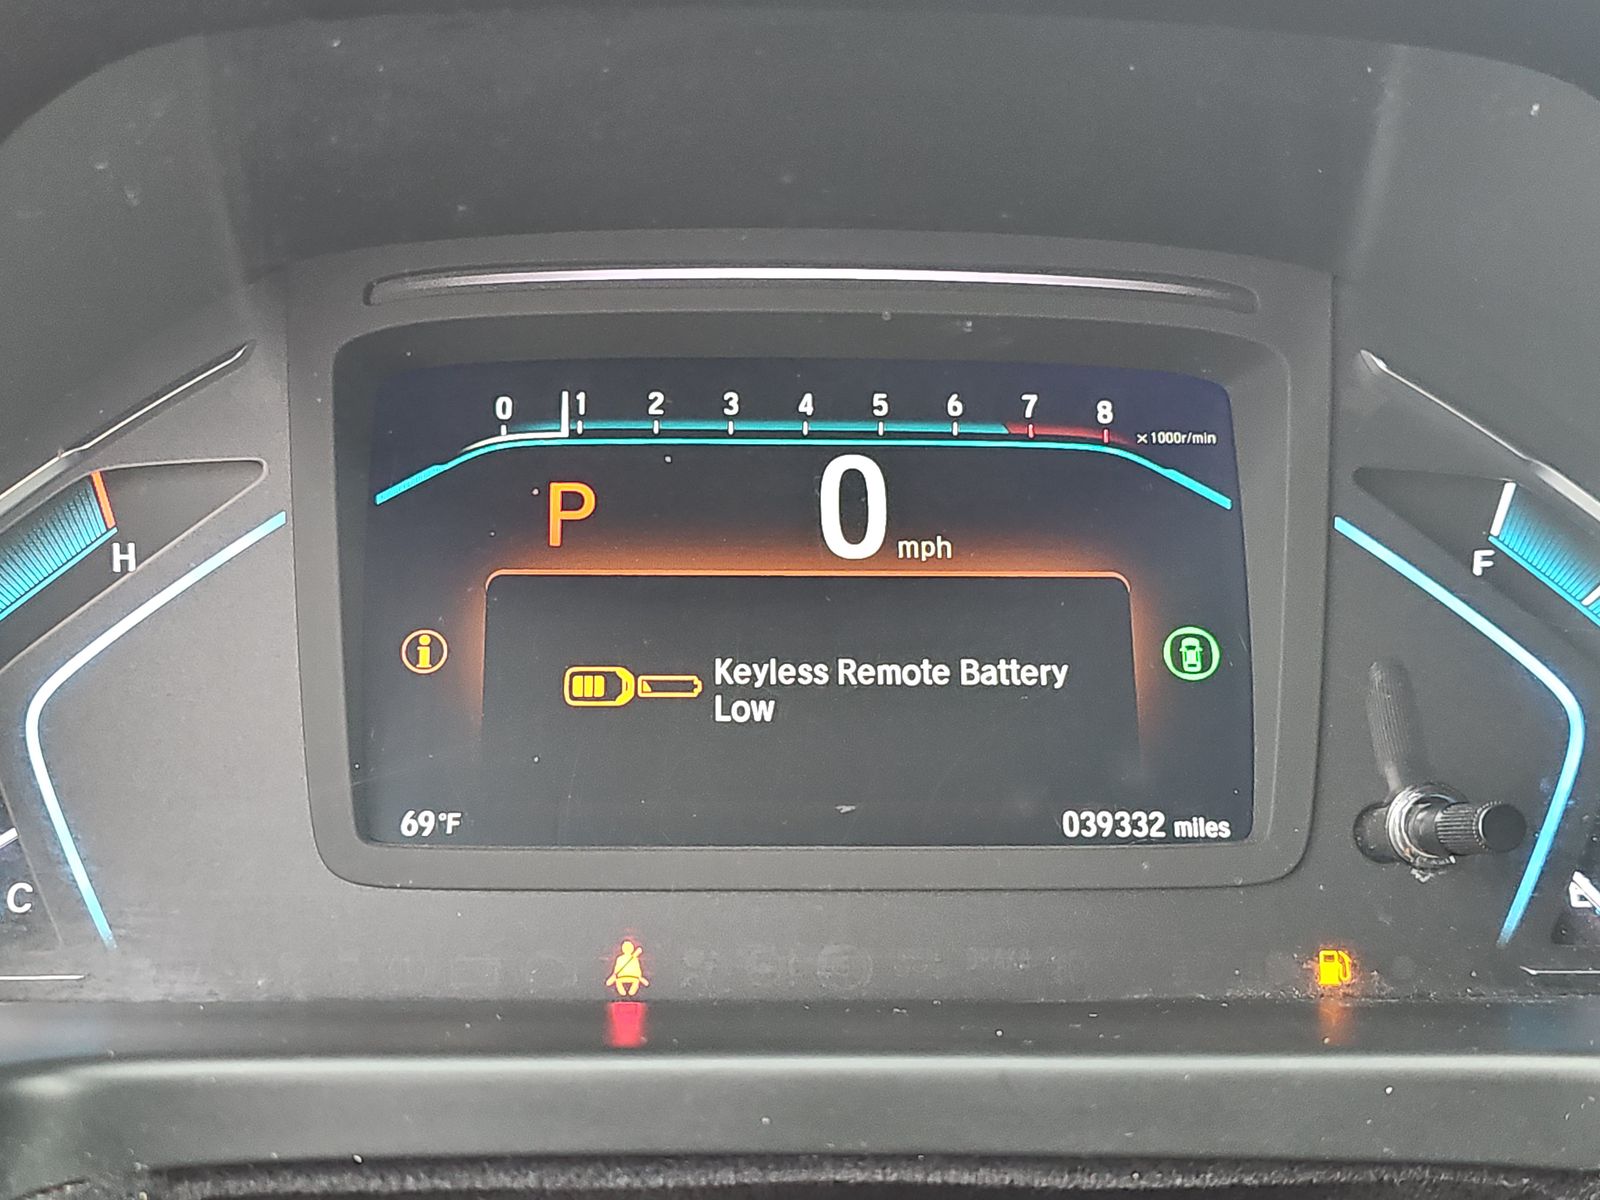 0 1 2 3 4 5 6 7 8
x1000r/min
P 0 mph
H
F
Keyless Remote Battery
Low
69°F
039332 miles
C
E